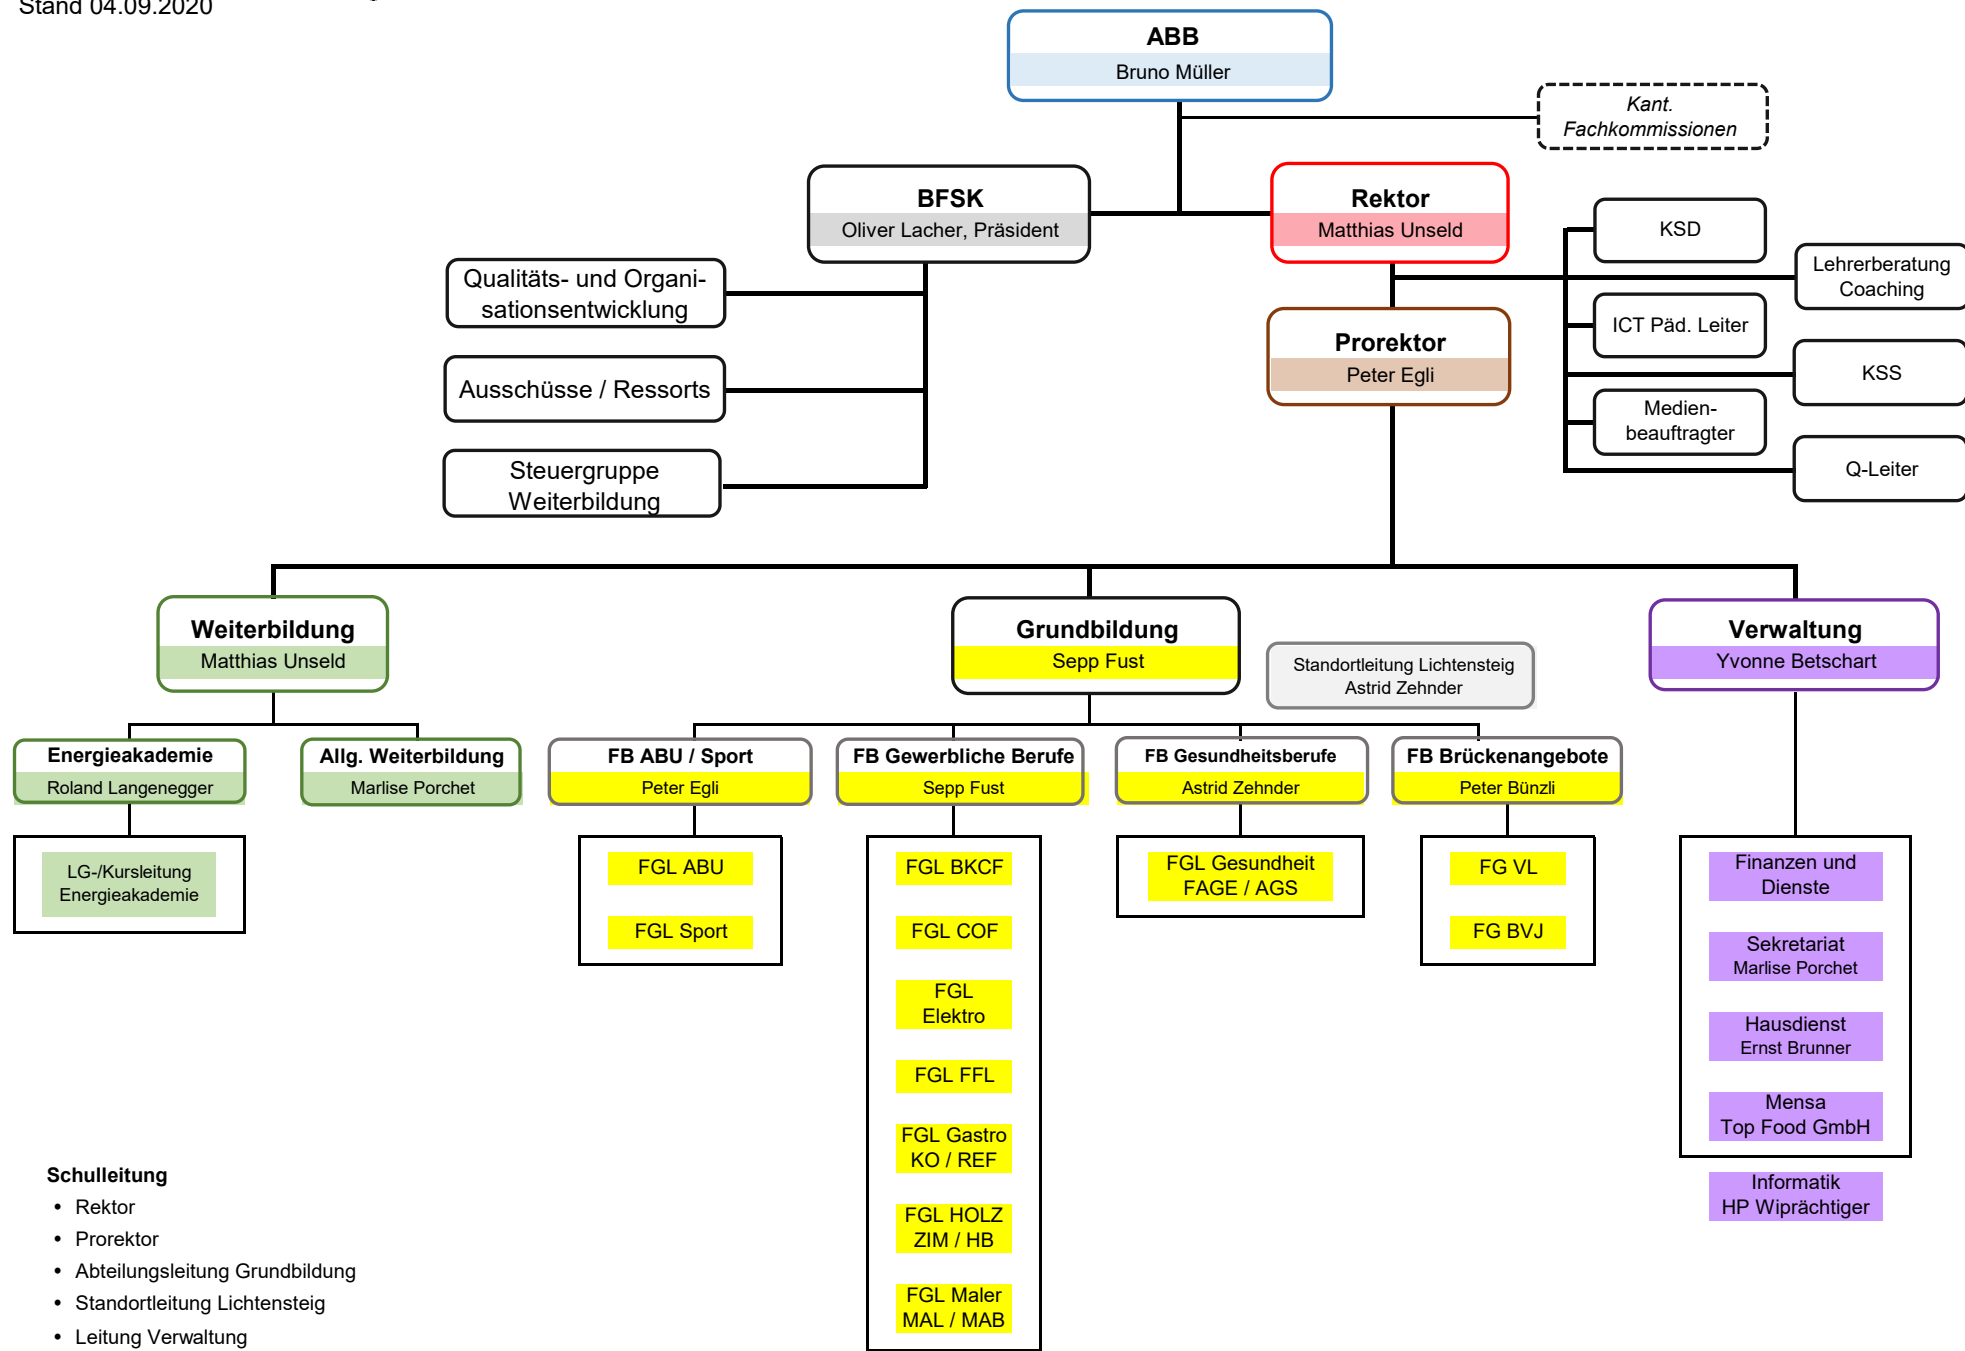 Stand 04.09.2020
ABB
Bruno Müller
Kant.
Fachkommissionen
BFSK
Oliver Lacher, Präsident
Rektor
Matthias Unseld
KSD
Lehrerberatung
Coaching
Qualitäts- und Organi-
sationsentwicklung
ICT Päd. Leiter
Prorektor
Peter Egli
KSS
Ausschüsse / Ressorts
Medien-
beauftragter
Steuergruppe
Weiterbildung
Q-Leiter
Weiterbildung
Matthias Unseld
Grundbildung
Sepp Fust
Standortleitung Lichtensteig
Astrid Zehnder
Verwaltung
Yvonne Betschart
Energieakademie
Roland Langenegger
Allg. Weiterbildung
Marlise Porchet
FB ABU / Sport
Peter Egli
FB Gewerbliche Berufe
Sepp Fust
FB Gesundheitsberufe
Astrid Zehnder
FB Brückenangebote
Peter Bünzli
LG-/Kursleitung
Energieakademie
FGL ABU
FGL Sport
FGL BKCF
FGL COF
FGL
Elektro
FGL FFL
FGL Gastro
KO / REF
FGL HOLZ
ZIM / HB
FGL Maler
MAL / MAB
FGL Gesundheit
FAGE / AGS
FG VL
FG BVJ
Finanzen und
Dienste
Sekretariat
Marlise Porchet
Hausdienst
Ernst Brunner
Mensa
Top Food GmbH
Informatik
HP Wiprächtiger
Schulleitung
• Rektor
• Prorektor
• Abteilungsleitung Grundbildung
• Standortleitung Lichtensteig
• Leitung Verwaltung